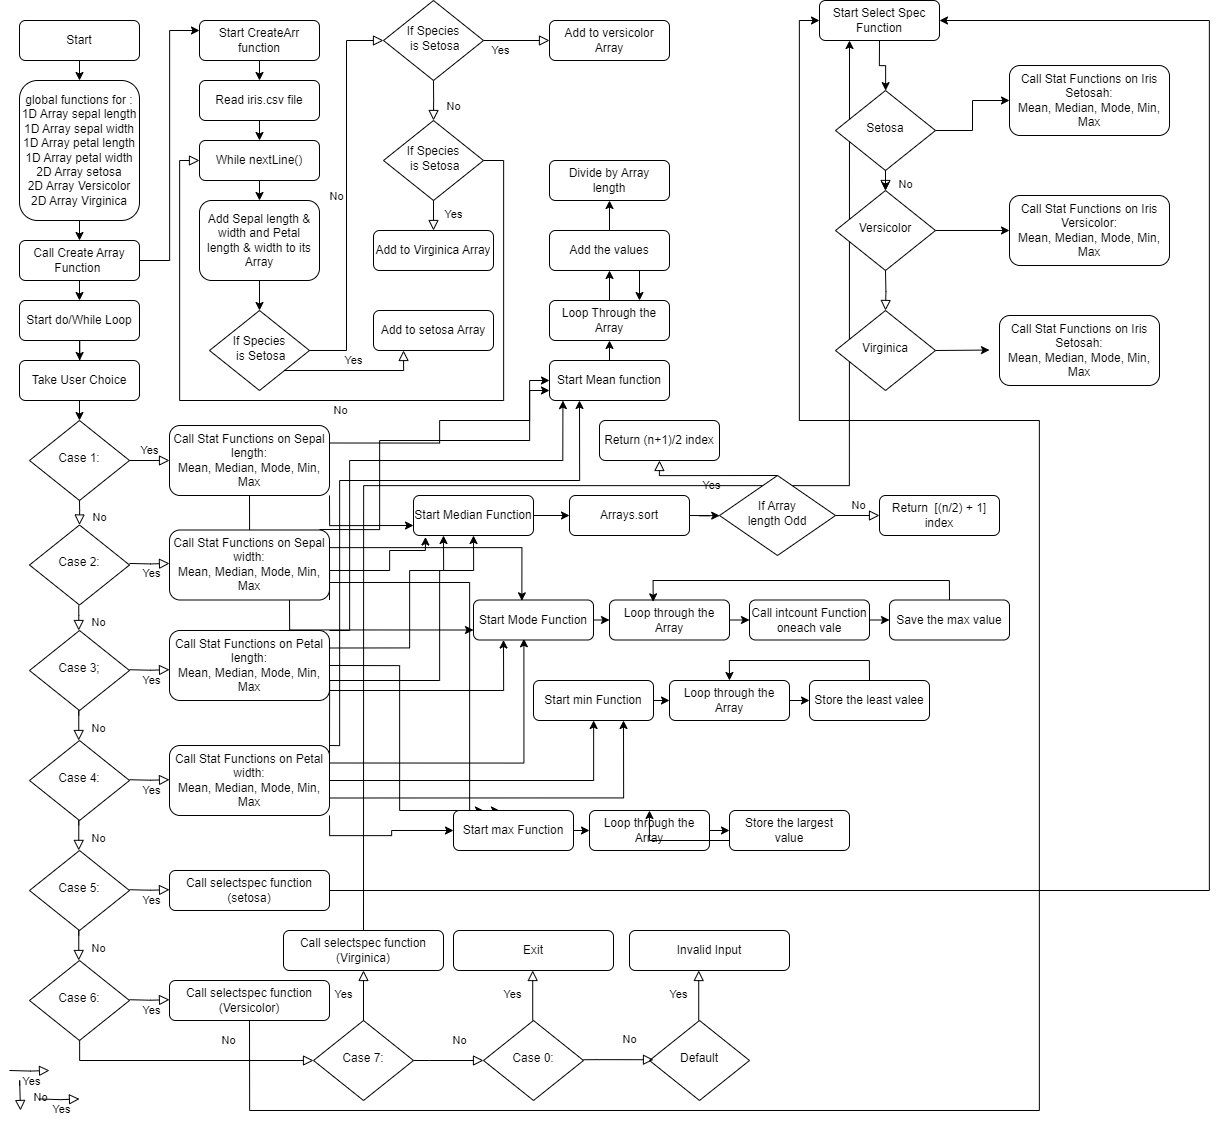 Start
global functions for :
1D Array sepal length
1D Array sepal width
1D Array petal length
1D Array petal width
2D Array setosa
2D Array Versicolor
2D Array Virginica
Call Create Array
Function
Start do/While Loop
Take User Choice
Start CreateArr
function
Read iris.csv file
While nextLine()
Add Sepal length &
width and Petal
length & width to its
Array
If Species
is Setosa
Yes
No
Add to setosa Array
If Species
is Setosa
Yes
Add to versicolor
Array
No
If Species
is Setosa
Yes
Add to Virginica Array
No
Divide by Array
length
Add the values
Loop Through the
Array
Start Mean function
Start Select Spec
Function
Setosa
Call Stat Functions on Iris
Setosah:
Mean, Median, Mode, Min,
Max
No
Versicolor
Call Stat Functions on Iris
Versicolor:
Mean, Median, Mode, Min,
Max
Virginica
Call Stat Functions on Iris
Setosah:
Mean, Median, Mode, Min,
Max
Case 1:
Yes
Call Stat Functions on Sepal
length:
Mean, Median, Mode, Min,
Max
No
Return (n+1)/2 index
Yes
Start Median Function
Arrays.sort
If Array
length Odd
No
Return  [(n/2) + 1]
index
Case 2:
Yes
Call Stat Functions on Sepal
width:
Mean, Median, Mode, Min,
Max
No
Start Mode Function
Loop through the
Array
Call intcount Function
oneach vale
Save the max value
Case 3;
Yes
Call Stat Functions on Petal
length:
Mean, Median, Mode, Min,
Max
No
Start min Function
Loop through the
Array
Store the least valee
Case 4:
Yes
Call Stat Functions on Petal
width:
Mean, Median, Mode, Min,
Max
No
Start max Function
Loop through the
Array
Store the largest
value
Case 5:
Yes
Call selectspec function
(setosa)
No
Case 6:
Yes
Call selectspec function
(Versicolor)
No
Call selectspec function
(Virginica)
Yes
Case 7:
No
Exit
Yes
Case 0:
No
Invalid Input
Yes
Default
Yes
No
Yes